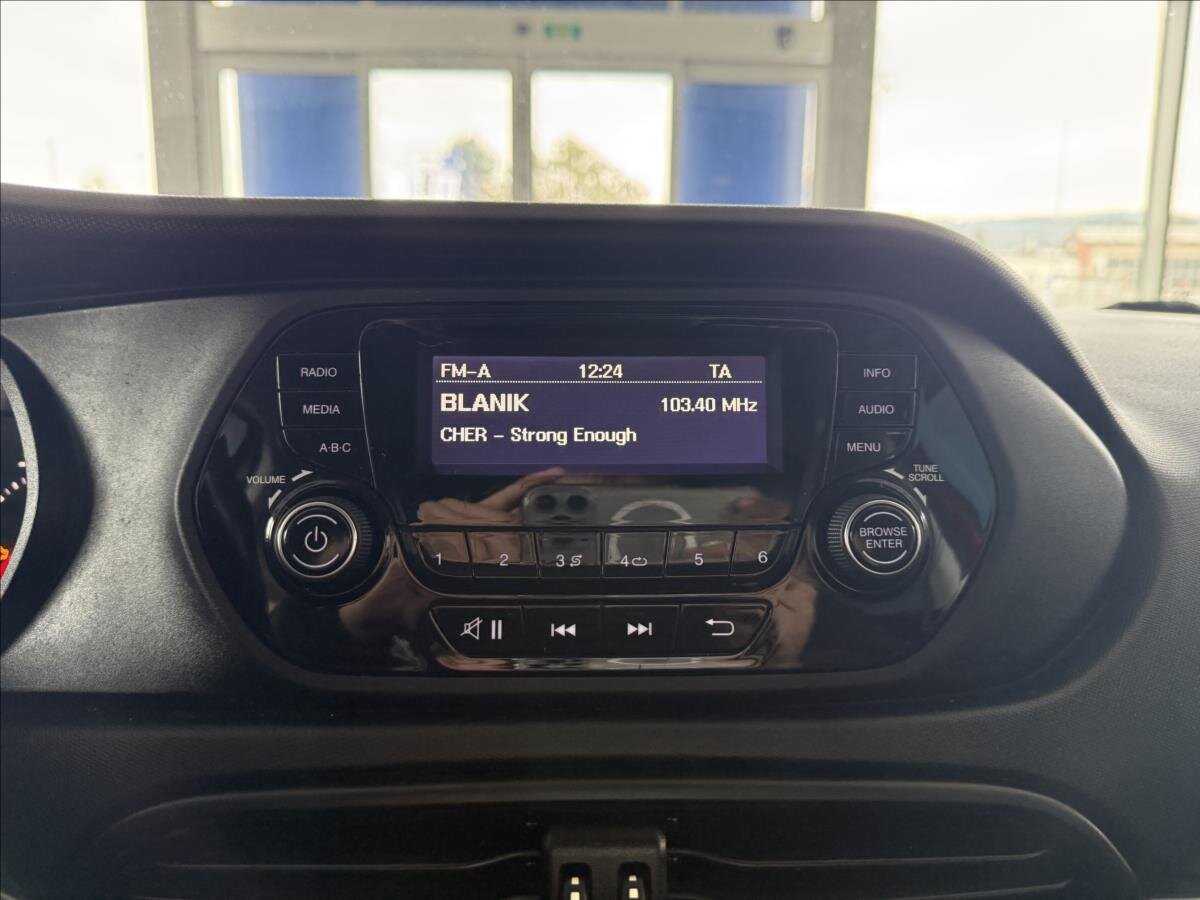 FM-A 12:24 TA
BLANIK 103.40 MHz
CHER - Strong Enough
RADIO
MEDIA
A·B·C
VOLUME
INFO
AUDIO
MENU
TUNE
SCROLL
BROWSE
ENTER
1 2 3 4 5 6